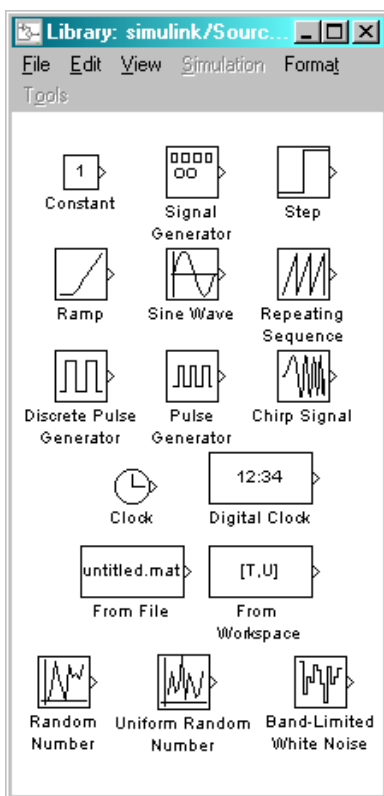 Library: simulink/Sourc...
File Edit View Simulation Format
Tools
1
Constant
Signal
Generator
Step
Ramp
Sine Wave
Repeating
Sequence
Discrete Pulse
Generator
Pulse
Generator
Chirp Signal
Clock
12:34
Digital Clock
untitled.mat
From File
[T,U]
From
Workspace
Random
Number
Uniform Random
Number
Band-Limited
White Noise